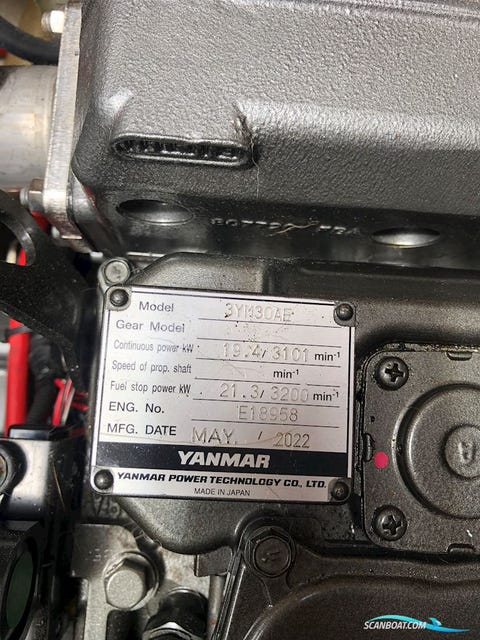 Model 3YM30AE
Gear Model
Continuous power kW 19.4/3101 min-¹
Speed of prop. shaft min-¹
Fuel stop power kW 21.3/3200 min-¹
ENG. No. E18958
MFG. DATE MAY. / 2022
YANMAR
YANMAR POWER TECHNOLOGY CO., LTD.
MADE IN JAPAN
A
SCANBOAT.COM